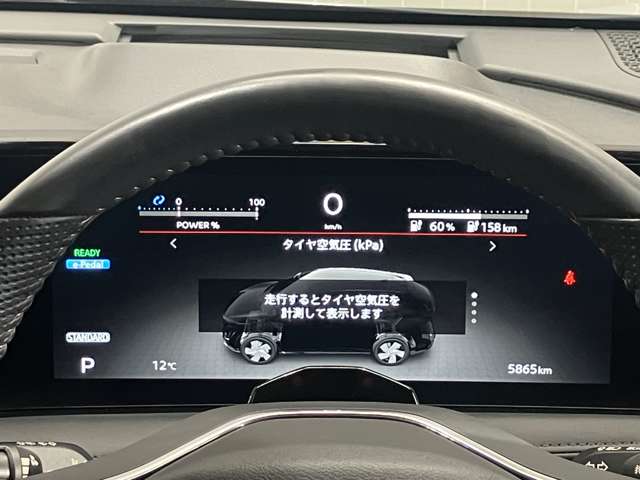 0
0 100
km/h
POWER % 60 % 158 km
< タイヤ空気圧 (kPa) >
READY
e-Pedal
走行するとタイヤ空気圧を
計測して表示します
STANDARD
P 12℃ 5865 km